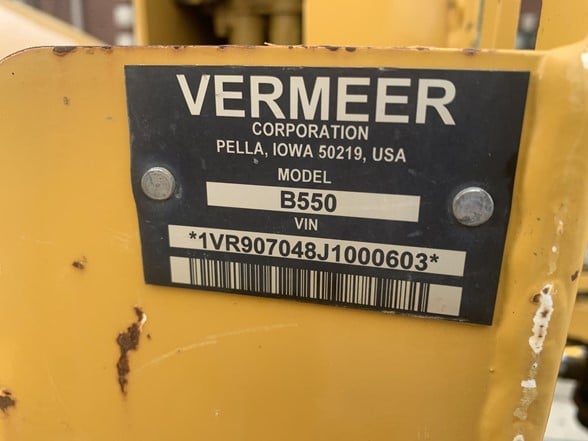 VERMEER
CORPORATION
PELLA, IOWA 50219, USA
MODEL
B550
VIN
*1VR907048J1000603*